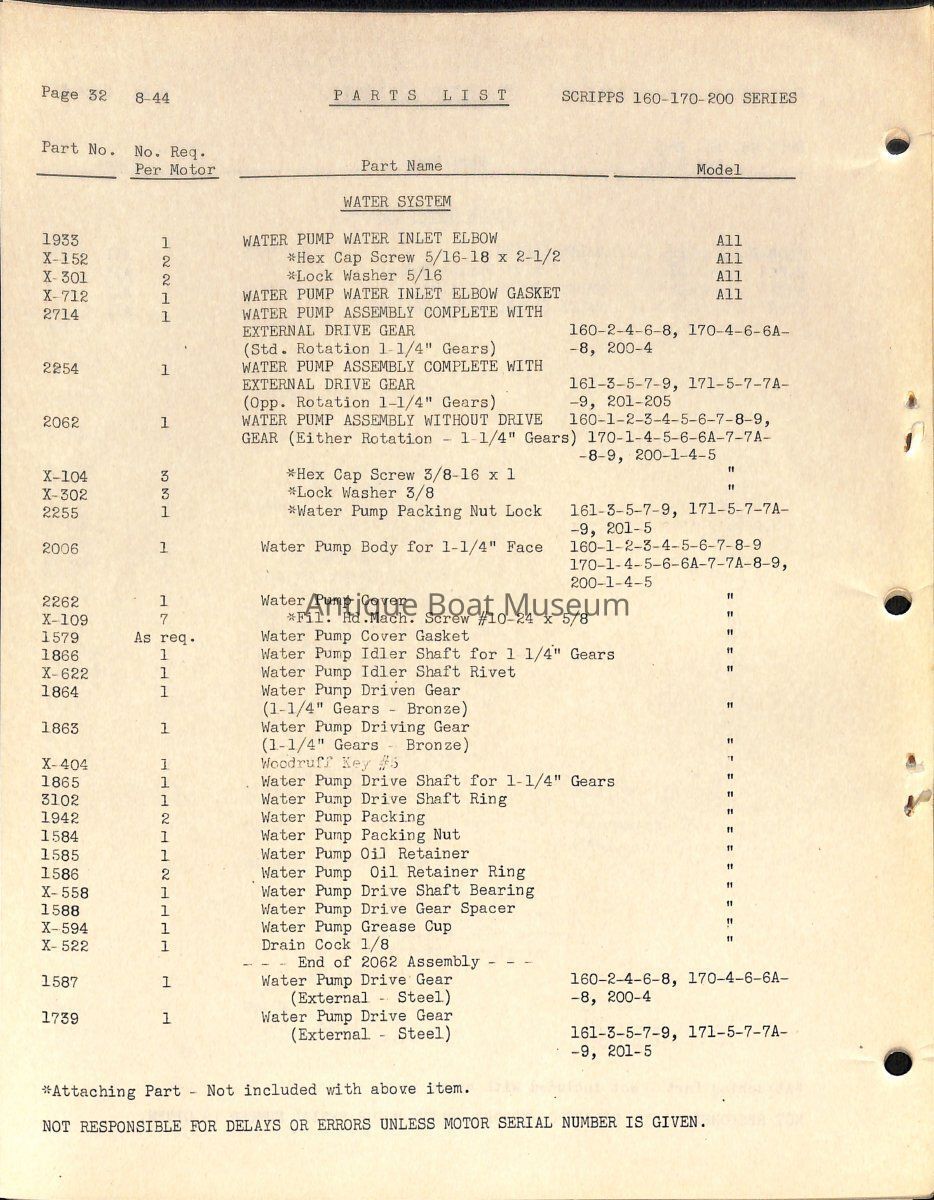 Page 32 8-44 PARTS LIST SCRIPPS 160-170-200 SERIES
Part No. No. Req. Per Motor Part Name Model
WATER SYSTEM
1933 1 WATER PUMP WATER INLET ELBOW All
X-152 2 *Hex Cap Screw 5/16-18 x 2-1/2 All
X-301 2 *Lock Washer 5/16 All
X-712 1 WATER PUMP WATER INLET ELBOW GASKET All
2714 1 WATER PUMP ASSEMBLY COMPLETE WITH
EXTERNAL DRIVE GEAR 160-2-4-6-8, 170-4-6-6A-
(Std. Rotation 1-1/4" Gears) -8, 200-4
2254 1 WATER PUMP ASSEMBLY COMPLETE WITH
EXTERNAL DRIVE GEAR 161-3-5-7-9, 171-5-7-7A-
(Opp. Rotation 1-1/4" Gears) -9, 201-205
2062 1 WATER PUMP ASSEMBLY WITHOUT DRIVE 160-1-2-3-4-5-6-7-8-9,
GEAR (Either Rotation - 1-1/4" Gears) 170-1-4-5-6-6A-7-7A-
-8-9, 200-1-4-5
X-104 3 *Hex Cap Screw 3/8-16 x 1 "
X-302 3 *Lock Washer 3/8 "
2255 1 *Water Pump Packing Nut Lock 161-3-5-7-9, 171-5-7-7A-
-9, 201-5
2006 1 Water Pump Body for 1-1/4" Face 160-1-2-3-4-5-6-7-8-9
170-1-4-5-6-6A-7-7A-8-9,
200-1-4-5
2262 1 Water Pump Cover "
Antique Boat Museum
X-109 7 *Fil. Hd.Mach. Screw #10-24 x 5/8 "
1579 As req. Water Pump Cover Gasket "
1866 1 Water Pump Idler Shaft for 1 1/4" Gears "
X-622 1 Water Pump Idler Shaft Rivet "
1864 1 Water Pump Driven Gear
(1-1/4" Gears - Bronze) "
1863 1 Water Pump Driving Gear
(1-1/4" Gears - Bronze) "
X-404 1 Woodruff Key #5 "
1865 1 Water Pump Drive Shaft for 1-1/4" Gears "
3102 1 Water Pump Drive Shaft Ring "
1942 2 Water Pump Packing "
1584 1 Water Pump Packing Nut "
1585 1 Water Pump Oil Retainer "
1586 2 Water Pump Oil Retainer Ring "
X-558 1 Water Pump Drive Shaft Bearing "
1588 1 Water Pump Drive Gear Spacer "
X-594 1 Water Pump Grease Cup "
X-522 1 Drain Cock 1/8 "
- - - End of 2062 Assembly - - -
1587 1 Water Pump Drive Gear 160-2-4-6-8, 170-4-6-6A-
(External - Steel) -8, 200-4
1739 1 Water Pump Drive Gear
(External - Steel) 161-3-5-7-9, 171-5-7-7A-
-9, 201-5
*Attaching Part - Not included with above item.
NOT RESPONSIBLE FOR DELAYS OR ERRORS UNLESS MOTOR SERIAL NUMBER IS GIVEN.